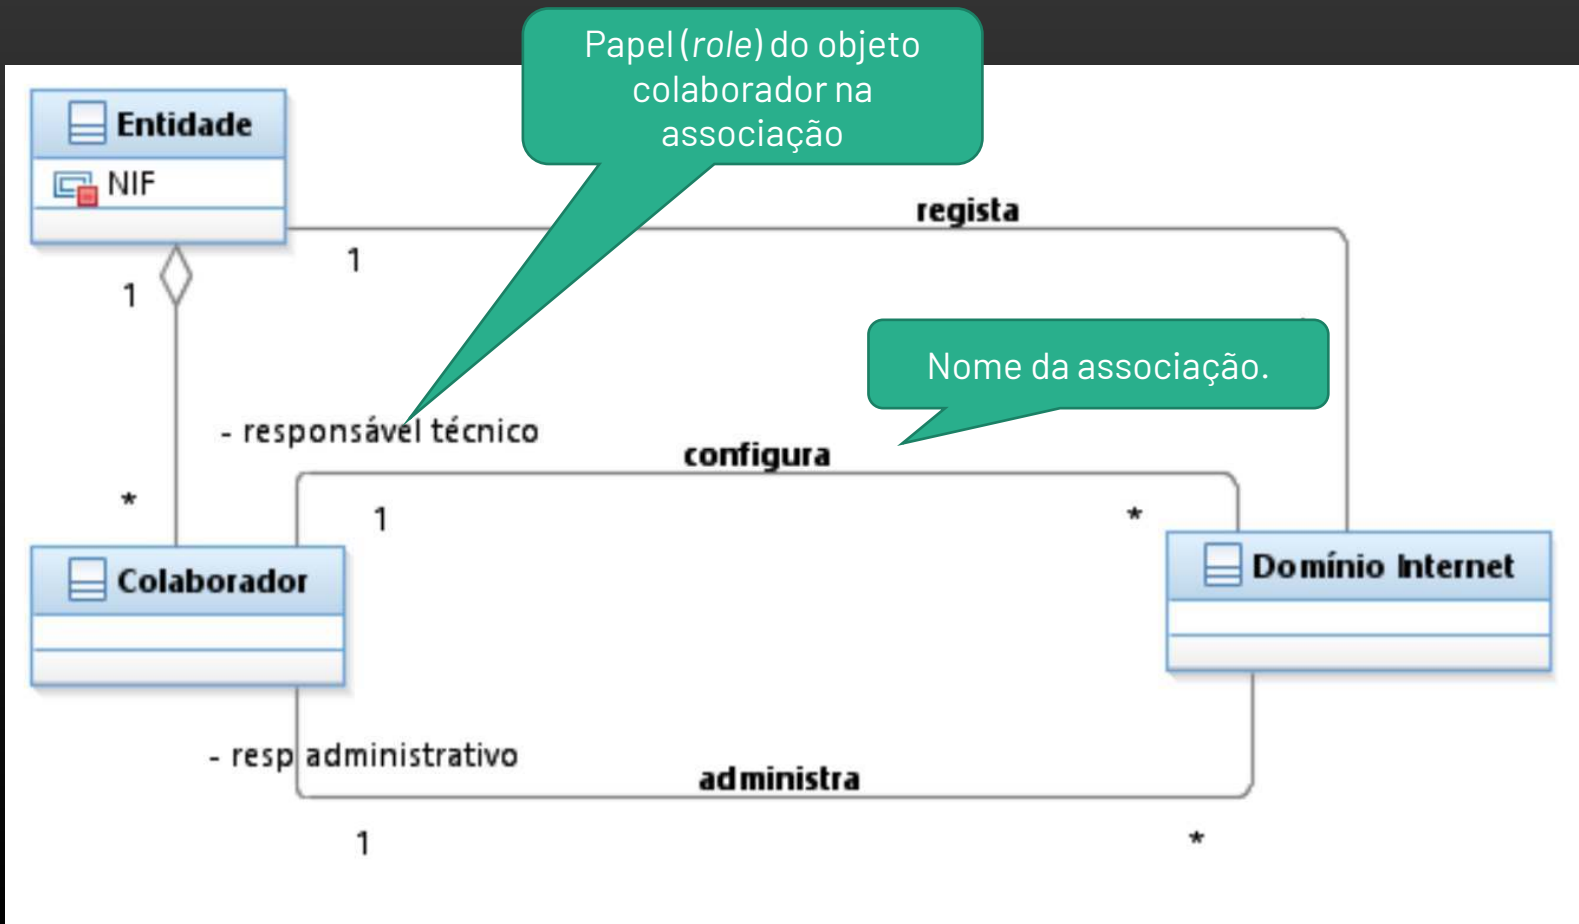 Papel (role) do objeto
colaborador na
associação
Entidade
NIF
regista
1
1
Nome da associação.
- responsável técnico
configura
*
1
*
Colaborador
Domínio Internet
- resp administrativo
administra
1
*